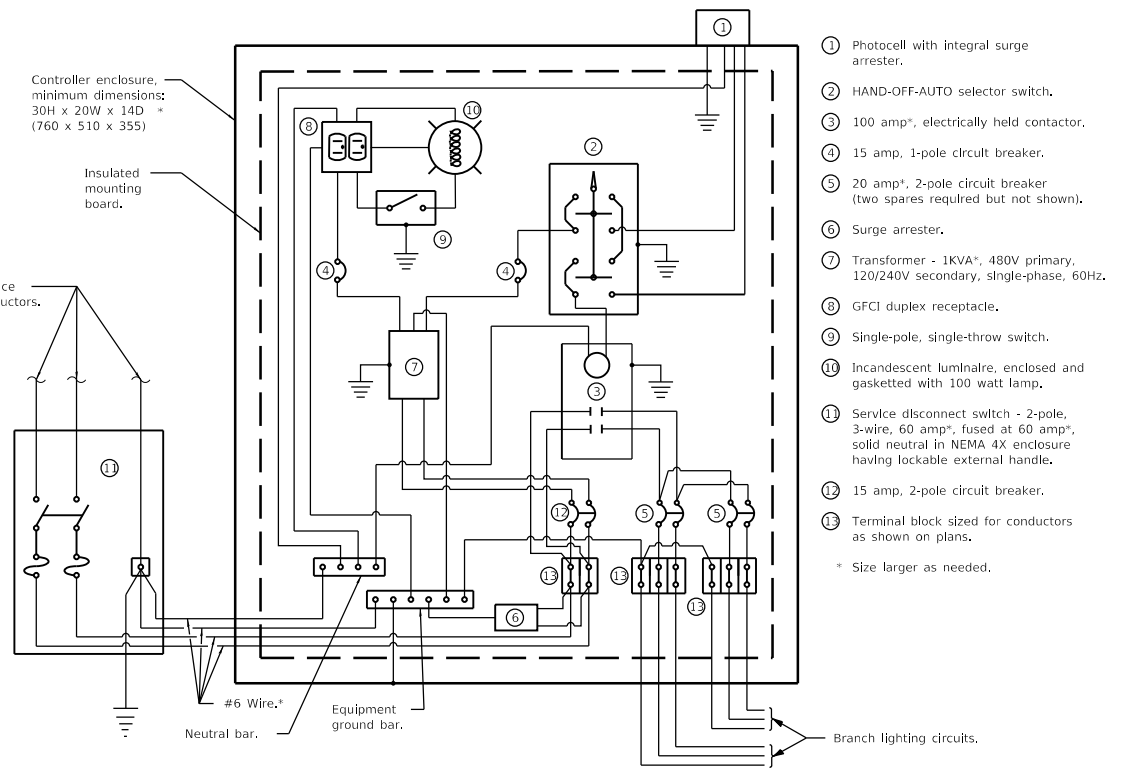 Controller enclosure,
minimum dimensions:
30H x 20W x 14D *
(760 x 510 x 355)
Insulated
mounting
board.
ce
uctors.
1
2
3
4
4
5
5
6
7
8
9
10
11
12
13
13
13
#6 Wire.*
Neutral bar.
Equipment
ground bar.
Branch lighting circuits.
1 Photocell with integral surge
arrester.
2 HAND-OFF-AUTO selector switch.
3 100 amp*, electrically held contactor.
4 15 amp, 1-pole circuit breaker.
5 20 amp*, 2-pole circuit breaker
(two spares required but not shown).
6 Surge arrester.
7 Transformer - 1KVA*, 480V primary,
120/240V secondary, single-phase, 60Hz.
8 GFCI duplex receptacle.
9 Single-pole, single-throw switch.
10 Incandescent luminaire, enclosed and
gasketted with 100 watt lamp.
11 Service disconnect switch - 2-pole,
3-wire, 60 amp*, fused at 60 amp*,
solid neutral in NEMA 4X enclosure
having lockable external handle.
12 15 amp, 2-pole circuit breaker.
13 Terminal block sized for conductors
as shown on plans.
* Size larger as needed.